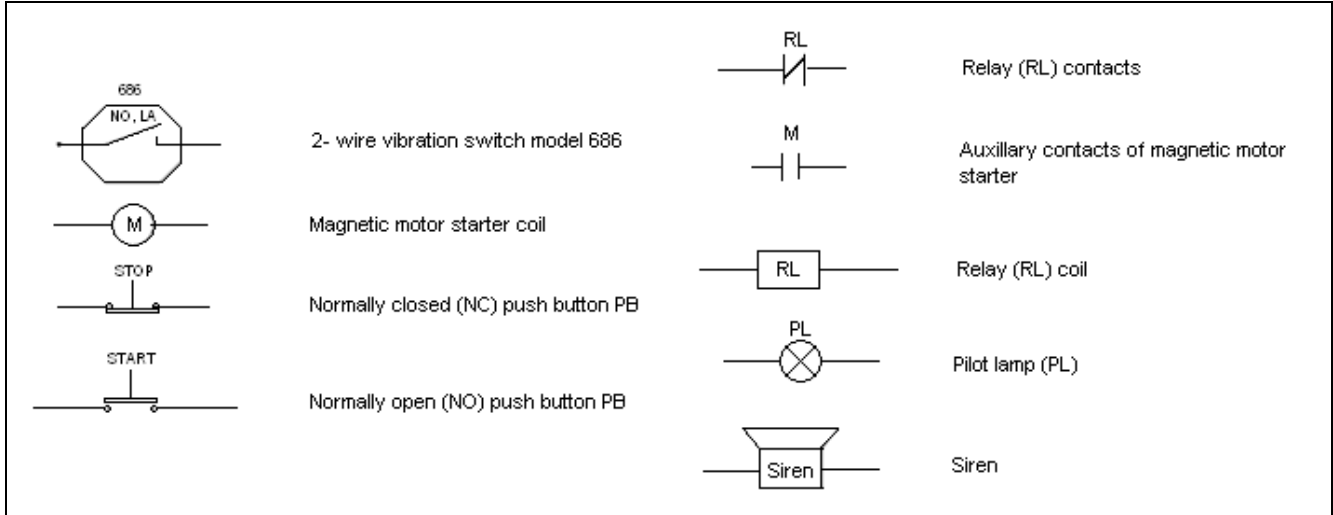 686
NO, LA
2- wire vibration switch model 686
M
Magnetic motor starter coil
STOP
Normally closed (NC) push button PB
START
Normally open (NO) push button PB
RL
Relay (RL) contacts
M
Auxillary contacts of magnetic motor
starter
RL
Relay (RL) coil
PL
Pilot lamp (PL)
Siren
Siren